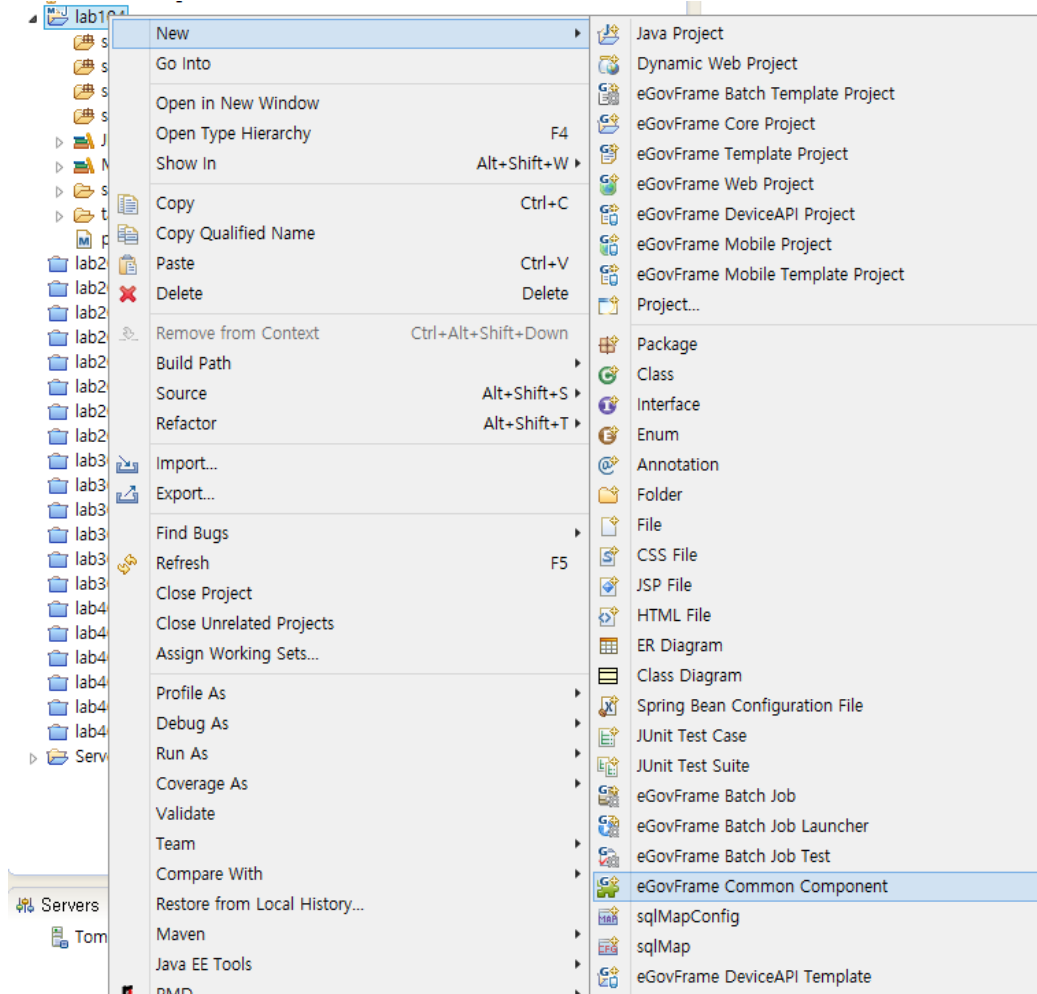 lab104
New
Go Into
Open in New Window
Open Type Hierarchy F4
Show In Alt+Shift+W
Copy Ctrl+C
Copy Qualified Name
Paste Ctrl+V
Delete Delete
Remove from Context Ctrl+Alt+Shift+Down
Build Path
Source Alt+Shift+S
Refactor Alt+Shift+T
Import...
Export...
Find Bugs
Refresh F5
Close Project
Close Unrelated Projects
Assign Working Sets...
Profile As
Debug As
Run As
Coverage As
Validate
Team
Compare With
Restore from Local History...
Maven
Java EE Tools
PMD
Java Project
Dynamic Web Project
eGovFrame Batch Template Project
eGovFrame Core Project
eGovFrame Template Project
eGovFrame Web Project
eGovFrame DeviceAPI Project
eGovFrame Mobile Project
eGovFrame Mobile Template Project
Project...
Package
Class
Interface
Enum
Annotation
Folder
File
CSS File
JSP File
HTML File
ER Diagram
Class Diagram
Spring Bean Configuration File
JUnit Test Case
JUnit Test Suite
eGovFrame Batch Job
eGovFrame Batch Job Launcher
eGovFrame Batch Job Test
eGovFrame Common Component
sqlMapConfig
sqlMap
eGovFrame DeviceAPI Template
Servers
Tom